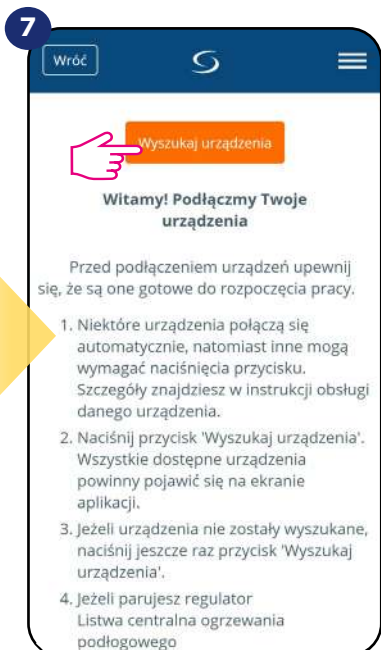 7
Wróć
Wyszukaj urządzenia
Witamy! Podłączmy Twoje
urządzenia
Przed podłączeniem urządzeń upewnij
się, że są one gotowe do rozpoczęcia pracy.
1. Niektóre urządzenia połączą się
automatycznie, natomiast inne mogą
wymagać naciśnięcia przycisku.
Szczegóły znajdziesz w instrukcji obsługi
danego urządzenia.
2. Naciśnij przycisk 'Wyszukaj urządzenia'.
Wszystkie dostępne urządzenia
powinny pojawić się na ekranie
aplikacji.
3. Jeżeli urządzenia nie zostały wyszukane,
naciśnij jeszcze raz przycisk 'Wyszukaj
urządzenia'.
4. Jeżeli parujesz regulator
Listwa centralna ogrzewania
podłogowego